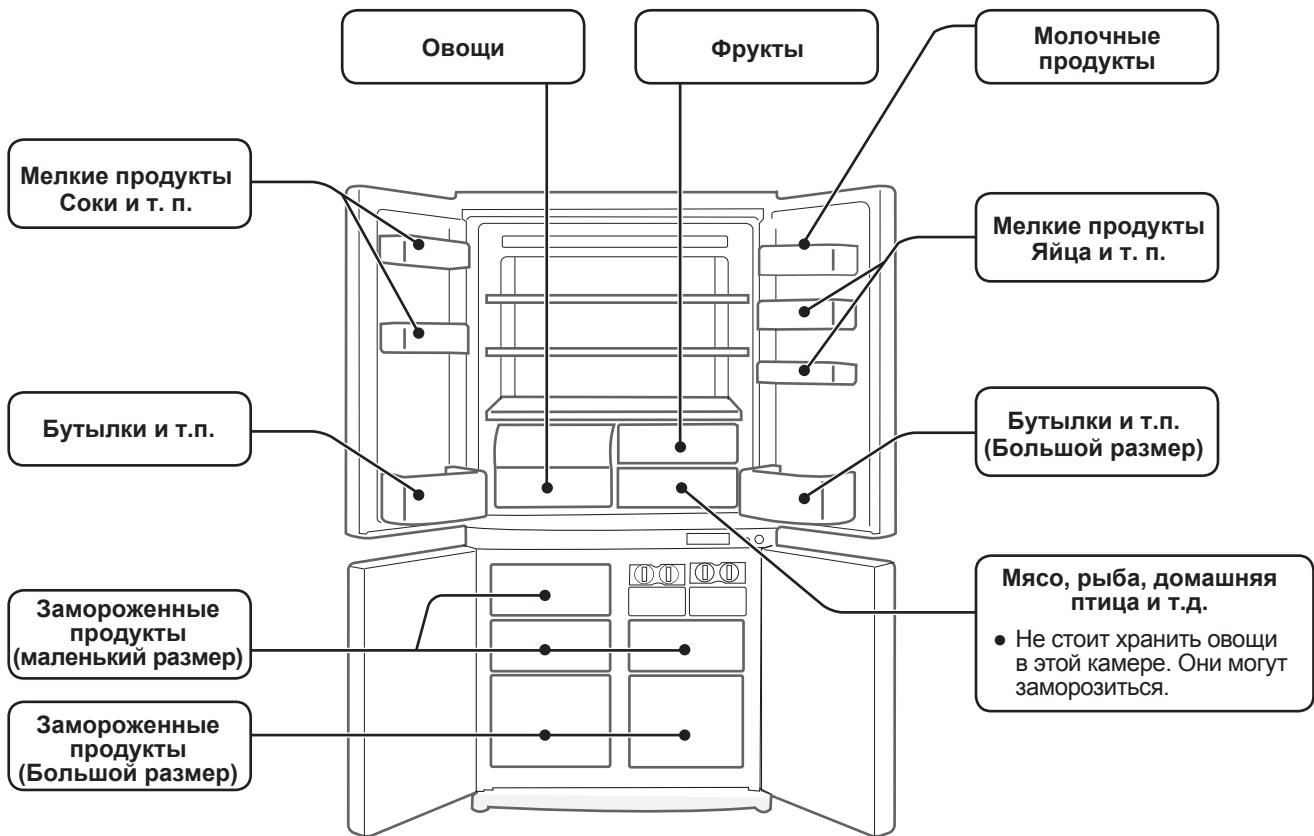 Овощи
Фрукты
Молочные
продукты
Мелкие продукты
Соки и т. п.
Мелкие продукты
Яйца и т. п.
Бутылки и т.п.
Бутылки и т.п.
(Большой размер)
Замороженные
продукты
(маленький размер)
Мясо, рыба, домашняя
птица и т.д.
● Не стоит хранить овощи
в этой камере. Они могут
заморозиться.
Замороженные
продукты
(Большой размер)